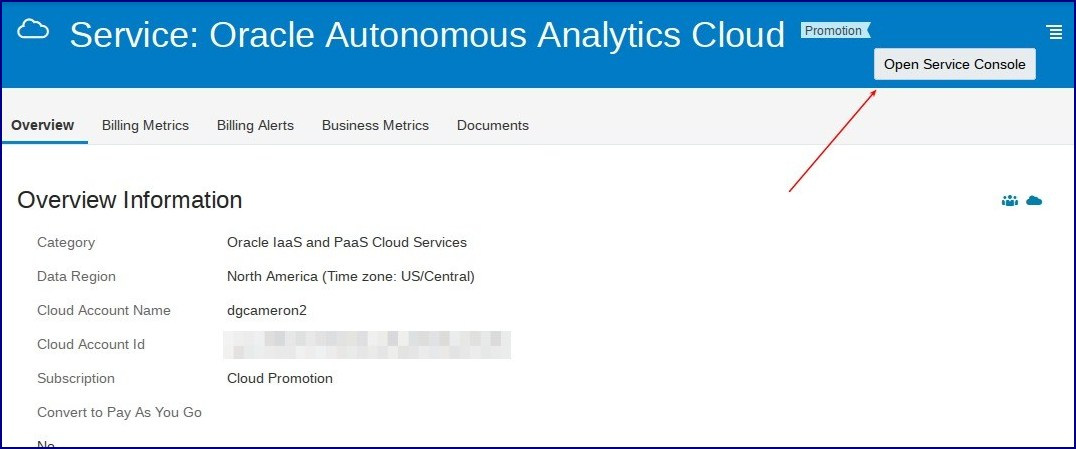 Service: Oracle Autonomous Analytics Cloud Promotion
Open Service Console
Overview Billing Metrics Billing Alerts Business Metrics Documents
Overview Information
Category Oracle IaaS and PaaS Cloud Services
Data Region North America (Time zone: US/Central)
Cloud Account Name dgcameron2
Cloud Account Id
Subscription Cloud Promotion
Convert to Pay As You Go
No